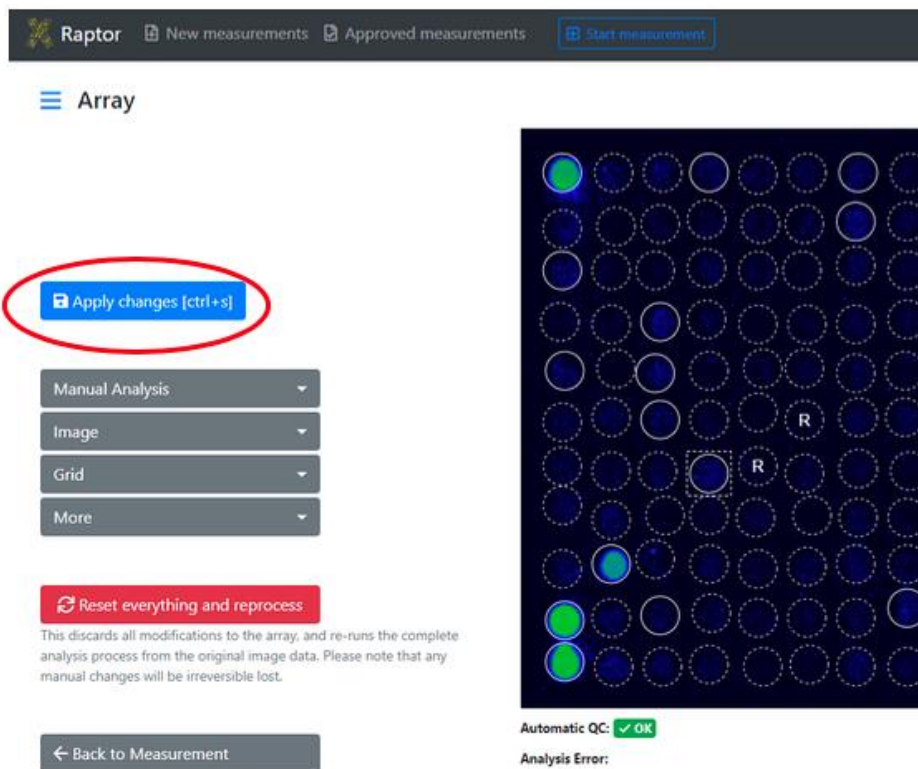 Raptor New measurements Approved measurements Start measurement
Array
Apply changes [ctrl+s]
Manual Analysis
Image
Grid
More
R
R
Reset everything and reprocess
This discards all modifications to the array, and re-runs the complete
analysis process from the original image data. Please note that any
manual changes will be irreversible lost.
Back to Measurement
Automatic QC: OK
Analysis Error: